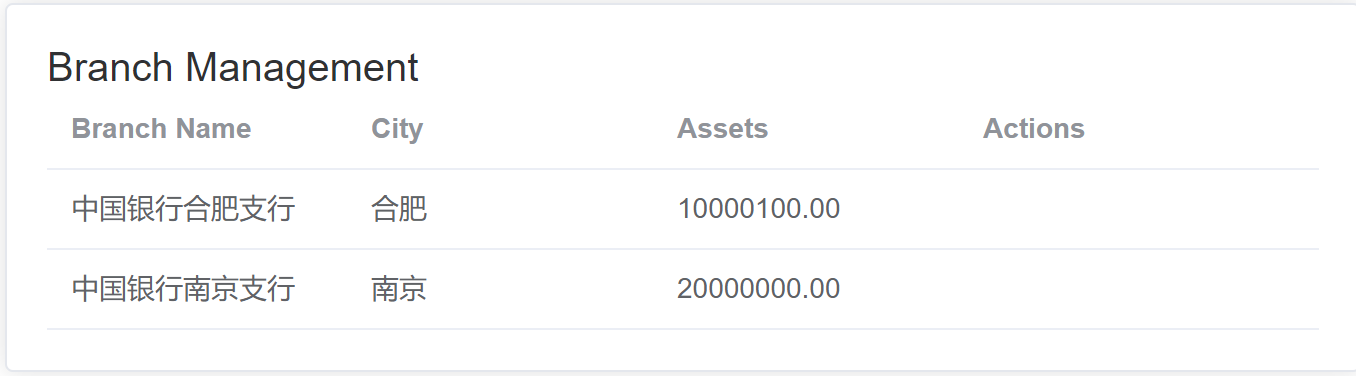 Branch Management
Branch Name City Assets Actions
中国银行合肥支行 合肥 10000100.00
中国银行南京支行 南京 20000000.00